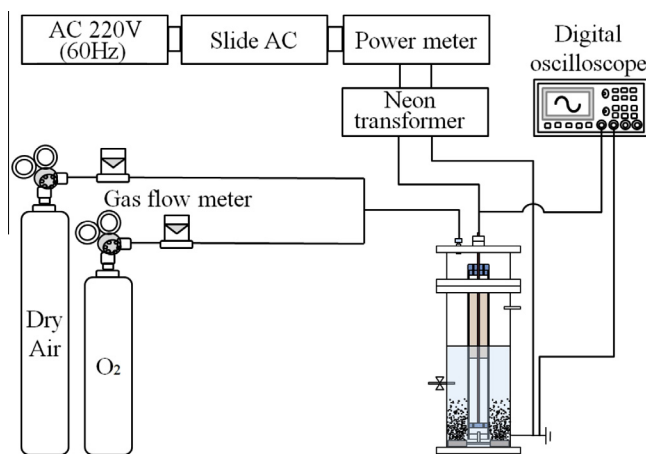 AC 220V
(60Hz)
Slide AC
Power meter
Neon
transformer
Digital
oscilloscope
Gas flow meter
Dry
Air
O₂